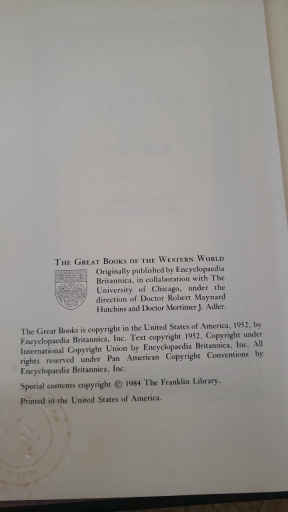 THE GREAT BOOKS OF THE WESTERN WORLD
Originally published by Encyclopaedia
Britannica, in collaboration with The
University of Chicago, under the
direction of Doctor Robert Maynard
Hutchins and Doctor Mortimer J. Adler.
The Great Books is copyright in the United States of America, 1952, by
Encyclopaedia Britannica, Inc. Text copyright 1952. Copyright under
International Copyright Union by Encyclopaedia Britannica, Inc. All
rights reserved under Pan American Copyright Conventions by
Encyclopaedia Britannica, Inc.
Special contents copyright © 1984 The Franklin Library.
Printed in the United States of America.